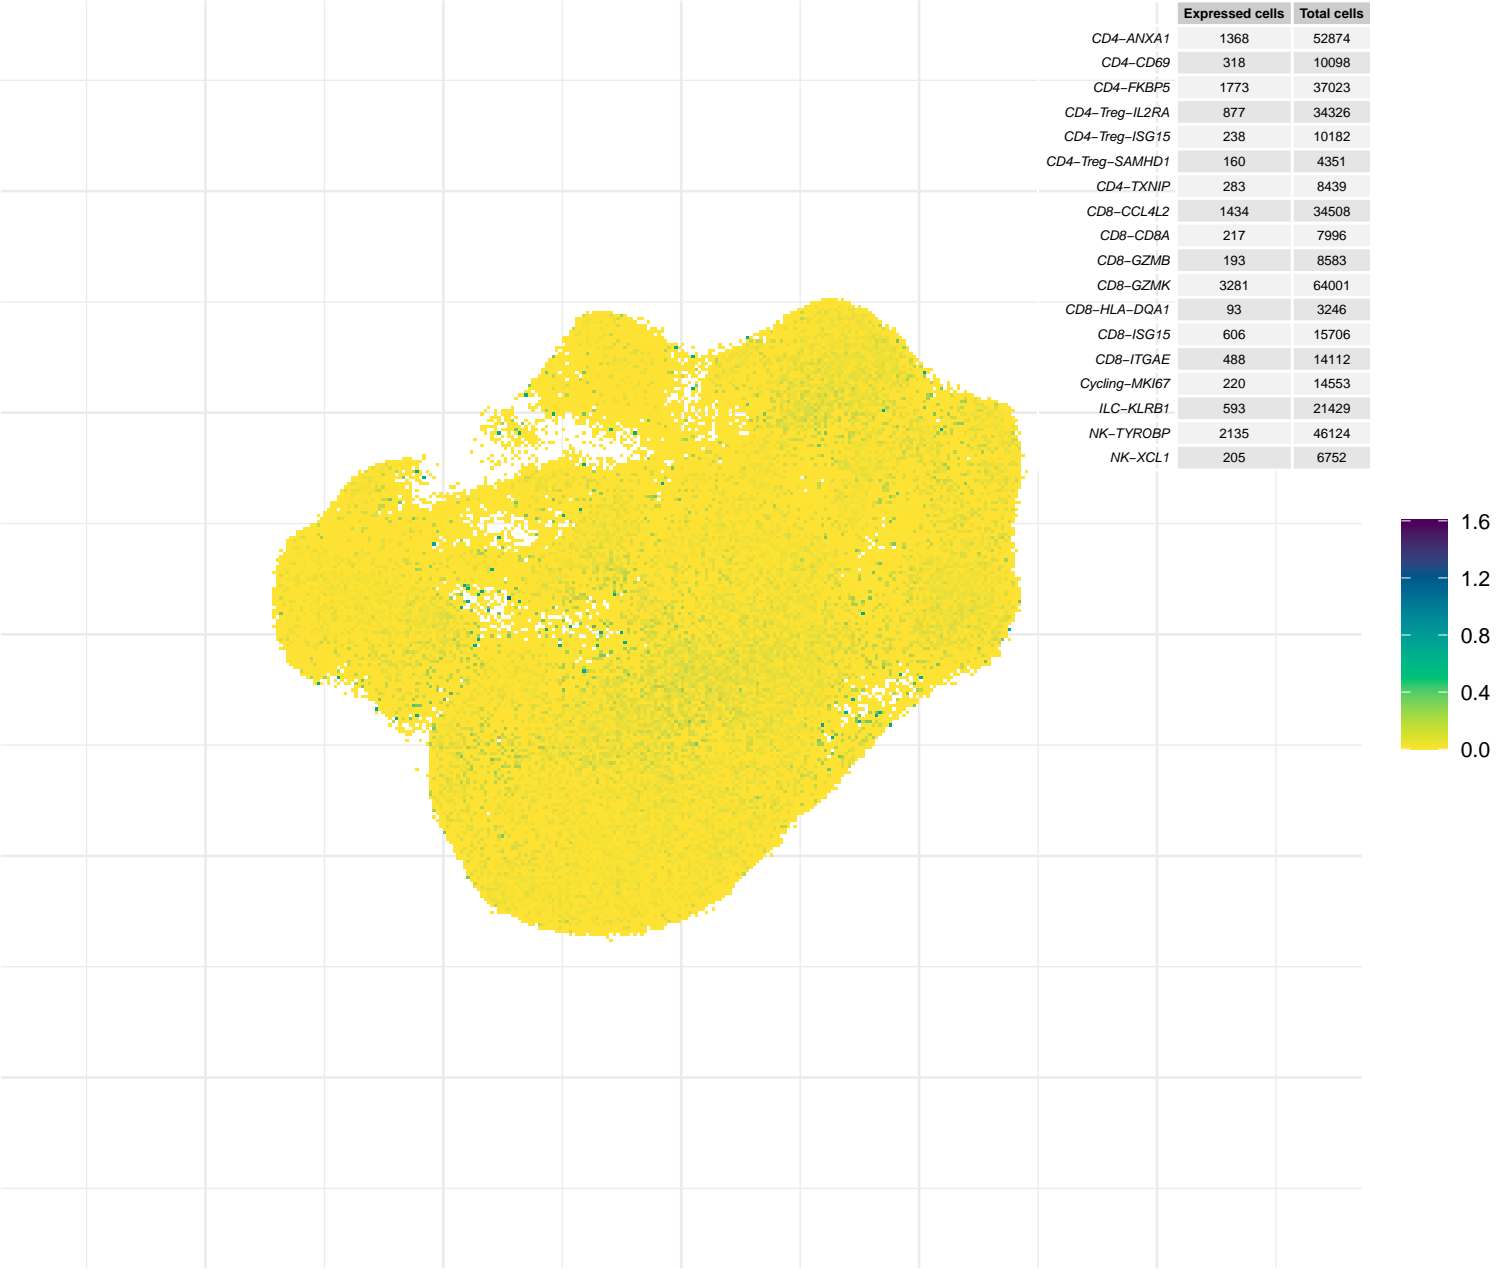 Expressed cells Total cells
CD4−ANXA1 1368 52874
CD4−CD69 318 10098
CD4−FKBP5 1773 37023
CD4−Treg−IL2RA 877 34326
CD4−Treg−ISG15 238 10182
CD4−Treg−SAMHD1 160 4351
CD4−TXNIP 283 8439
CD8−CCL4L2 1434 34508
CD8−CD8A 217 7996
CD8−GZMB 193 8583
CD8−GZMK 3281 64001
CD8−HLA−DQA1 93 3246
CD8−ISG15 606 15706
CD8−ITGAE 488 14112
Cycling−MKI67 220 14553
ILC−KLRB1 593 21429
NK−TYROBP 2135 46124
NK−XCL1 205 6752
1.6
1.2
0.8
0.4
0.0